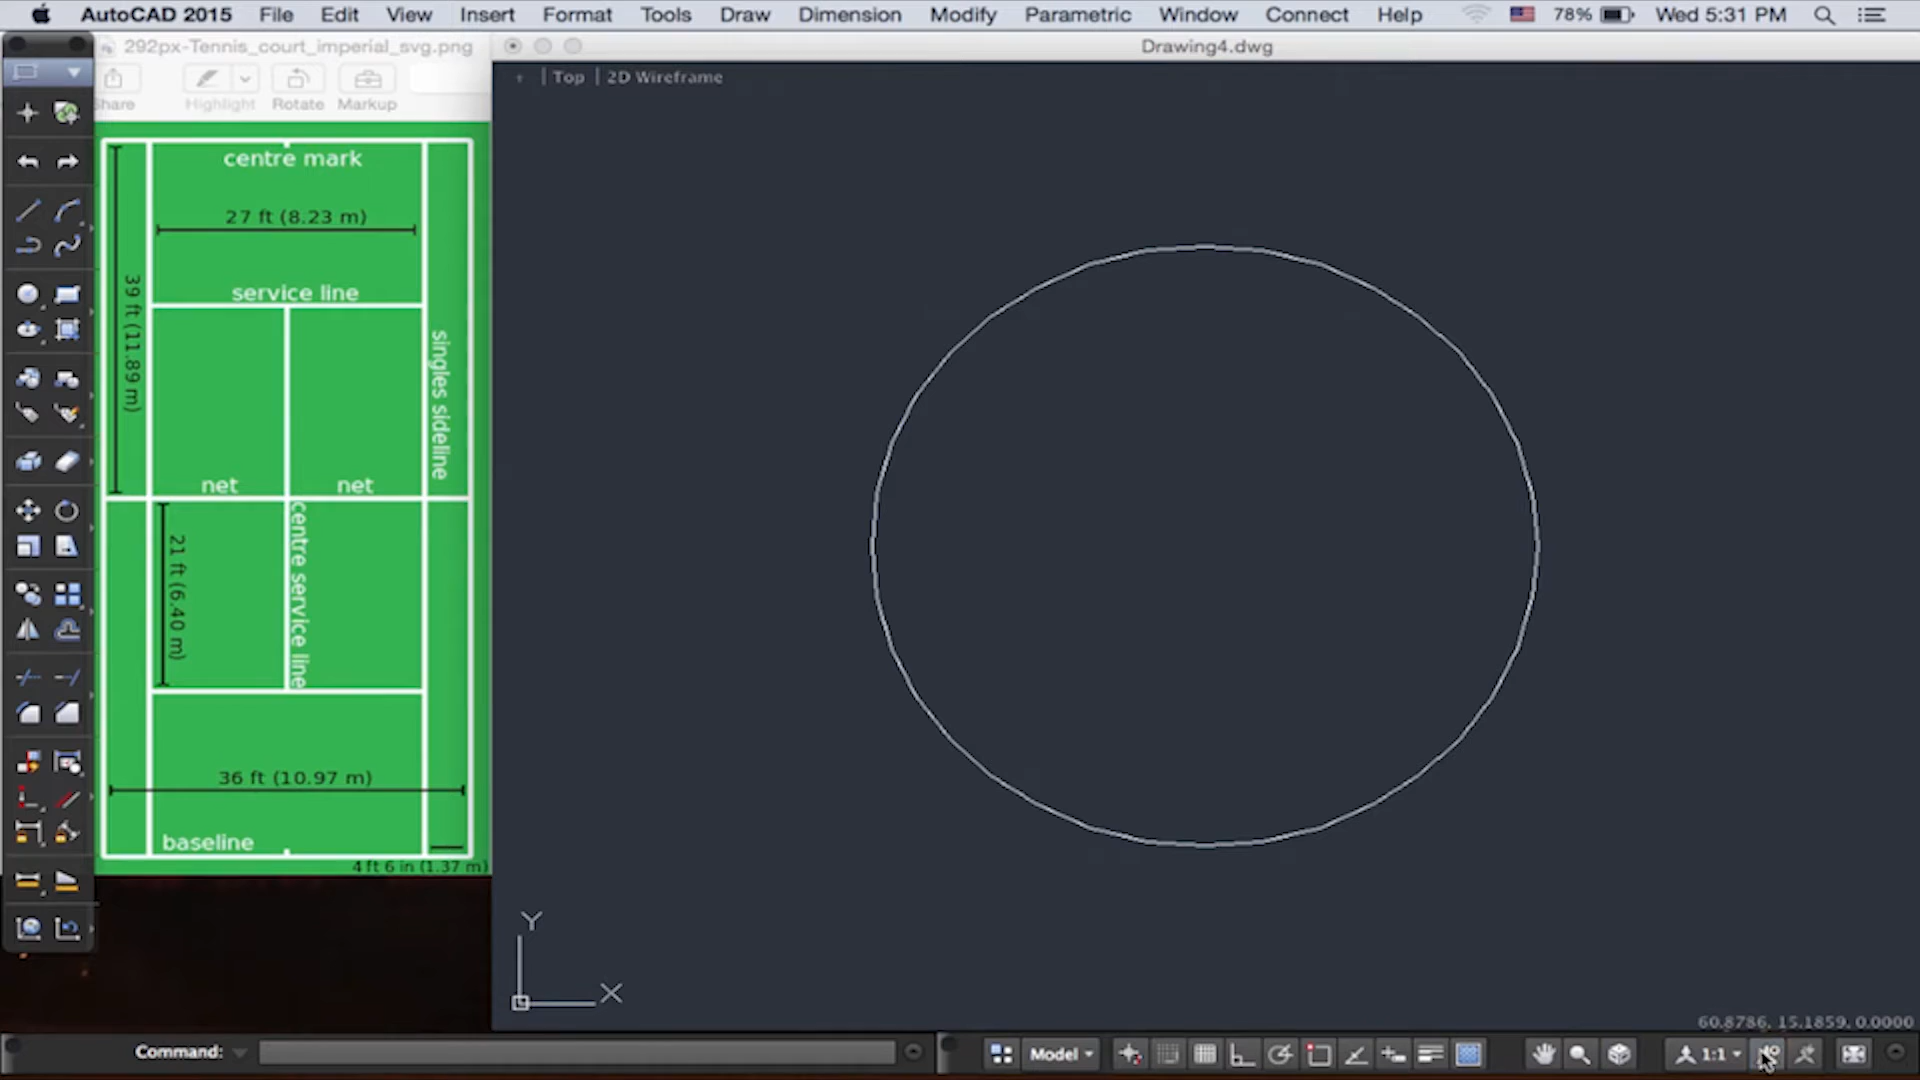 AutoCAD 2015 File Edit View Insert Format Tools Draw Dimension Modify Parametric Window Connect Help 78% Wed 5:31 PM
292px-Tennis_court_imperial_svg.png
Drawing4.dwg
Top 2D Wireframe
Share Highlight Rotate Markup
centre mark
27 ft (8.23 m)
39 ft (11.89 m)
service line
singles sideline
net net
21 ft (6.40 m)
centre service line
36 ft (10.97 m)
baseline
4 ft 6 in (1.37 m)
Y
X
60.8786, 15.1859, 0.0000
Command:
Model
1:1